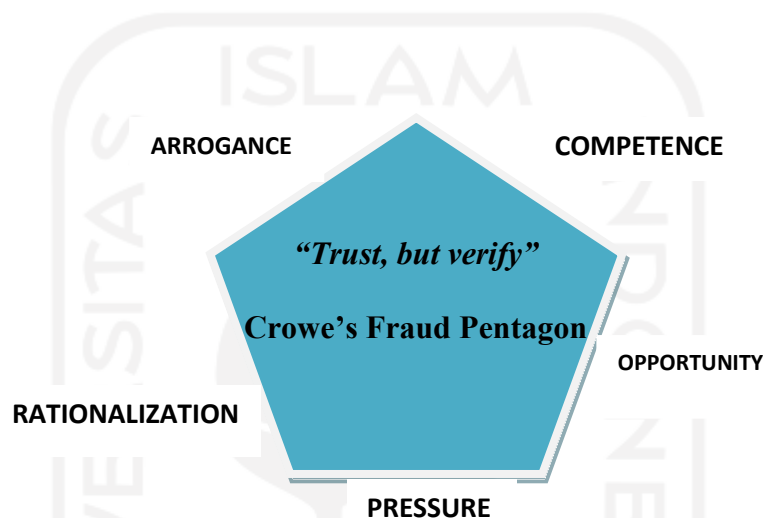 ISLAM
ARROGANCE
COMPETENCE
“Trust, but verify”
Crowe’s Fraud Pentagon
OPPORTUNITY
RATIONALIZATION
PRESSURE